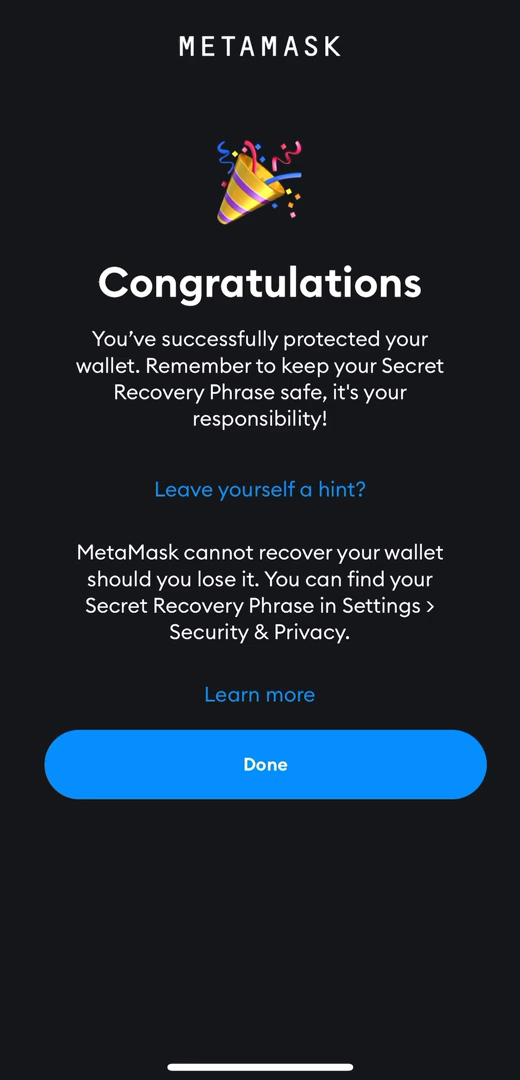 METAMASK
Congratulations
You’ve successfully protected your
wallet. Remember to keep your Secret
Recovery Phrase safe, it's your
responsibility!
Leave yourself a hint?
MetaMask cannot recover your wallet
should you lose it. You can find your
Secret Recovery Phrase in Settings >
Security & Privacy.
Learn more
Done